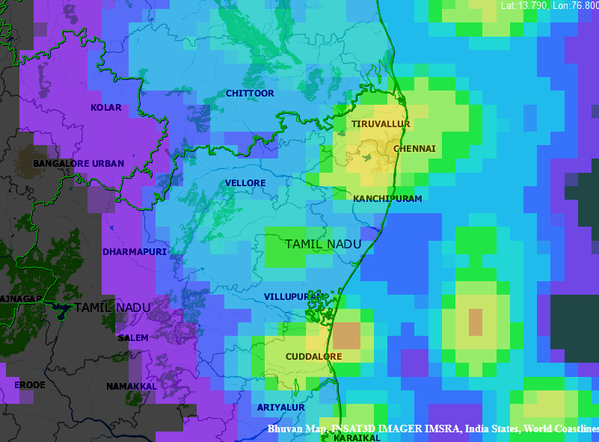 Lat:13.790, Lon:76.800
CHITTOOR
KOLAR
TIRUVALLUR
CHENNAI
BANGALORE URBAN
VELLORE
KANCHIPURAM
TAMIL NADU
DHARMAPURI
VILLUPURAM
AJNAGAR
TAMIL NADU
SALEM
CUDDALORE
ERODE
NAMAKKAL
ARIYALUR
Bhuvan Map, INSAT3D IMAGER IMSRA, India States, World Coastlines
KARAIKAL